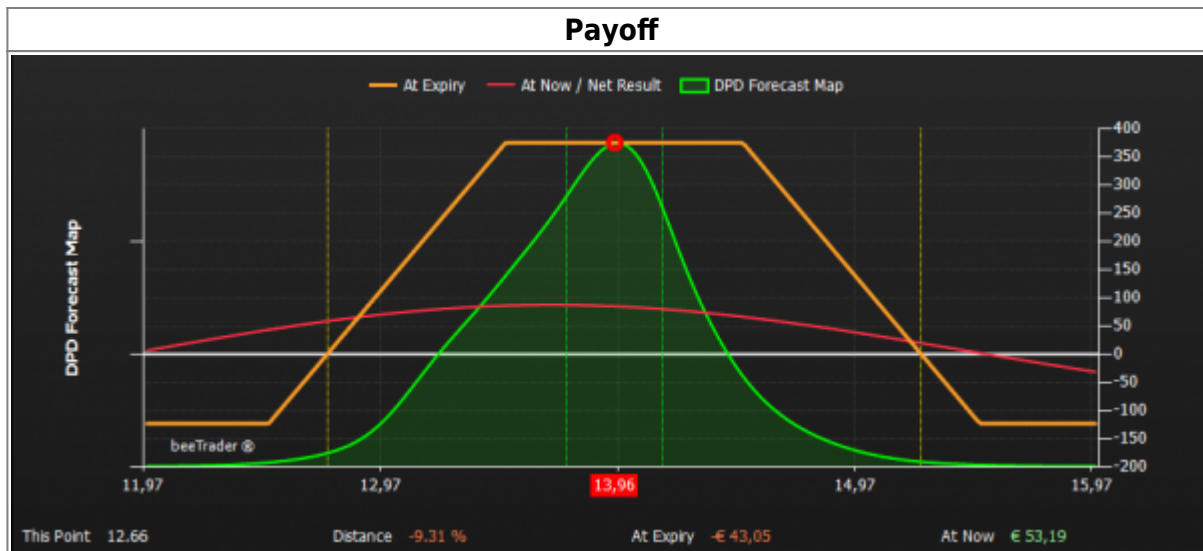 Payoff
At Expiry At Now / Net Result DPD Forecast Map
400
350
300
250
200
150
100
50
0
-50
-100
-150
-200
DPD Forecast Map
beeTrader ®
11,97 12,97 13,96 14,97 15,97
This Point 12.66 Distance -9.31 % At Expiry -€ 43,05 At Now € 53,19